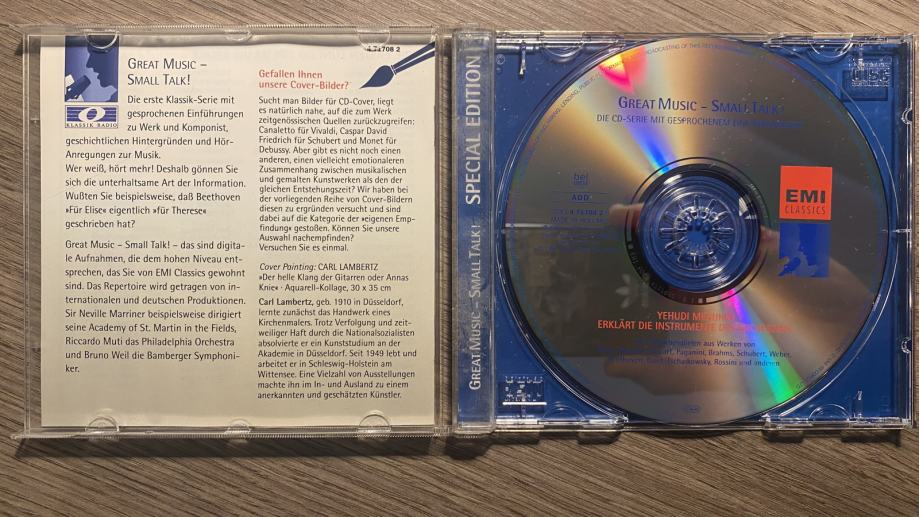 GREAT MUSIC –
SMALL TALK!
KLASSIK RADIO
Die erste Klassik-Serie mit
gesprochenen Einführungen
zu Werk und Komponist,
geschichtlichen Hintergründen und Hör-
Anregungen zur Musik.
Wer weiß, hört mehr! Deshalb gönnen Sie
sich die unterhaltsame Art der Information.
Wußten Sie beispielsweise, daß Beethoven
»Für Elise« eigentlich »für Therese«
geschrieben hat?
Great Music – Small Talk! – das sind digita-
le Aufnahmen, die dem hohen Niveau ent-
sprechen, das Sie von EMI Classics gewohnt
sind. Das Repertoire wird getragen von in-
ternationalen und deutschen Produktionen.
Sir Neville Marriner beispielsweise dirigiert
seine Academy of St. Martin in the Fields,
Riccardo Muti das Philadelphia Orchestra
und Bruno Weil die Bamberger Symphoni-
ker.
4 71708 2
Gefallen Ihnen
unsere Cover-Bilder?
Sucht man Bilder für CD-Cover, liegt
es natürlich nahe, auf die zum Werk
zeitgenössischen Quellen zurückzugreifen:
Canaletto für Vivaldi, Caspar David
Friedrich für Schubert und Monet für
Debussy. Aber gibt es nicht noch einen
anderen, einen vielleicht emotionaleren
Zusammenhang zwischen musikalischen
und gemalten Kunstwerken als den der
gleichen Entstehungszeit? Wir haben bei
der vorliegenden Reihe von Cover-Bildern
diesen zu ergründen versucht und sind
dabei auf die Kategorie der »eigenen Emp-
findung« gestoßen. Können Sie unsere
Auswahl nachempfinden?
Versuchen Sie es einmal.
Cover Painting: CARL LAMBERTZ
»Der helle Klang der Gitarren oder Annas
Knie« · Aquarell-Kollage, 30 x 35 cm
Carl Lambertz, geb. 1910 in Düsseldorf,
lernte zunächst das Handwerk eines
Kirchenmalers. Trotz Verfolgung und zeit-
weiliger Haft durch die Nationalsozialisten
absolvierte er ein Kunststudium an der
Akademie in Düsseldorf. Seit 1949 lebt und
arbeitet er in Schleswig-Holstein am
Wittensee. Eine Vielzahl von Ausstellungen
machte ihn im In- und Ausland zu einem
anerkannten und geschätzten Künstler.
GREAT MUSIC – SMALL TALK! SPECIAL EDITION
BROADCASTING OF THIS
GREAT MUSIC – SMALL TALK!
DIE CD-SERIE MIT GESPROCHENEM
EMI
CLASSICS
ADD
YEHUDI
ERKLÄRT DIE INSTRUMENTE
aus Werken von
Paganini, Brahms, Schubert, Weber,
Tschaikowsky, Rossini und anderen
disc